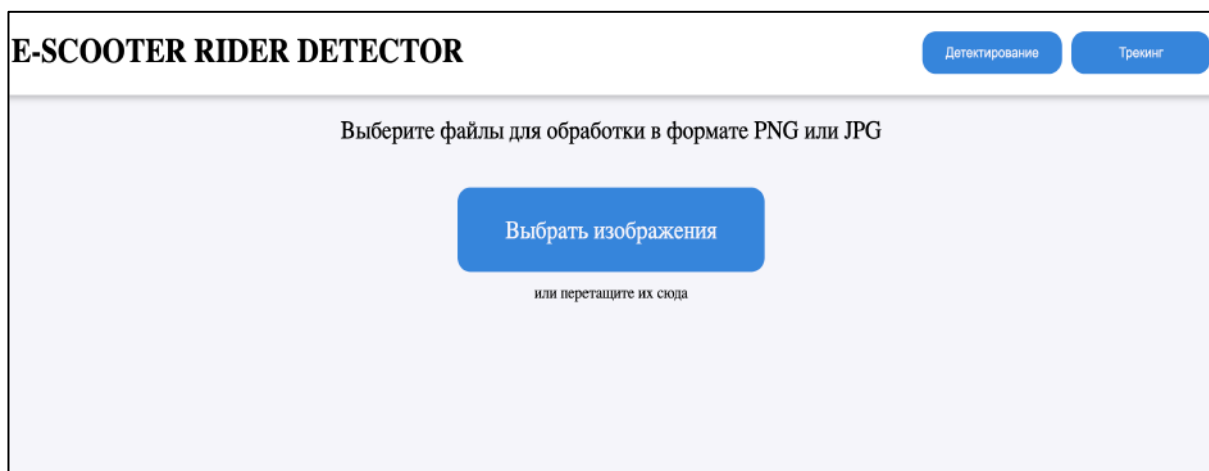 E-SCOOTER RIDER DETECTOR
Детектирование
Трекинг
Выберите файлы для обработки в формате PNG или JPG
Выбрать изображения
или перетащите их сюда